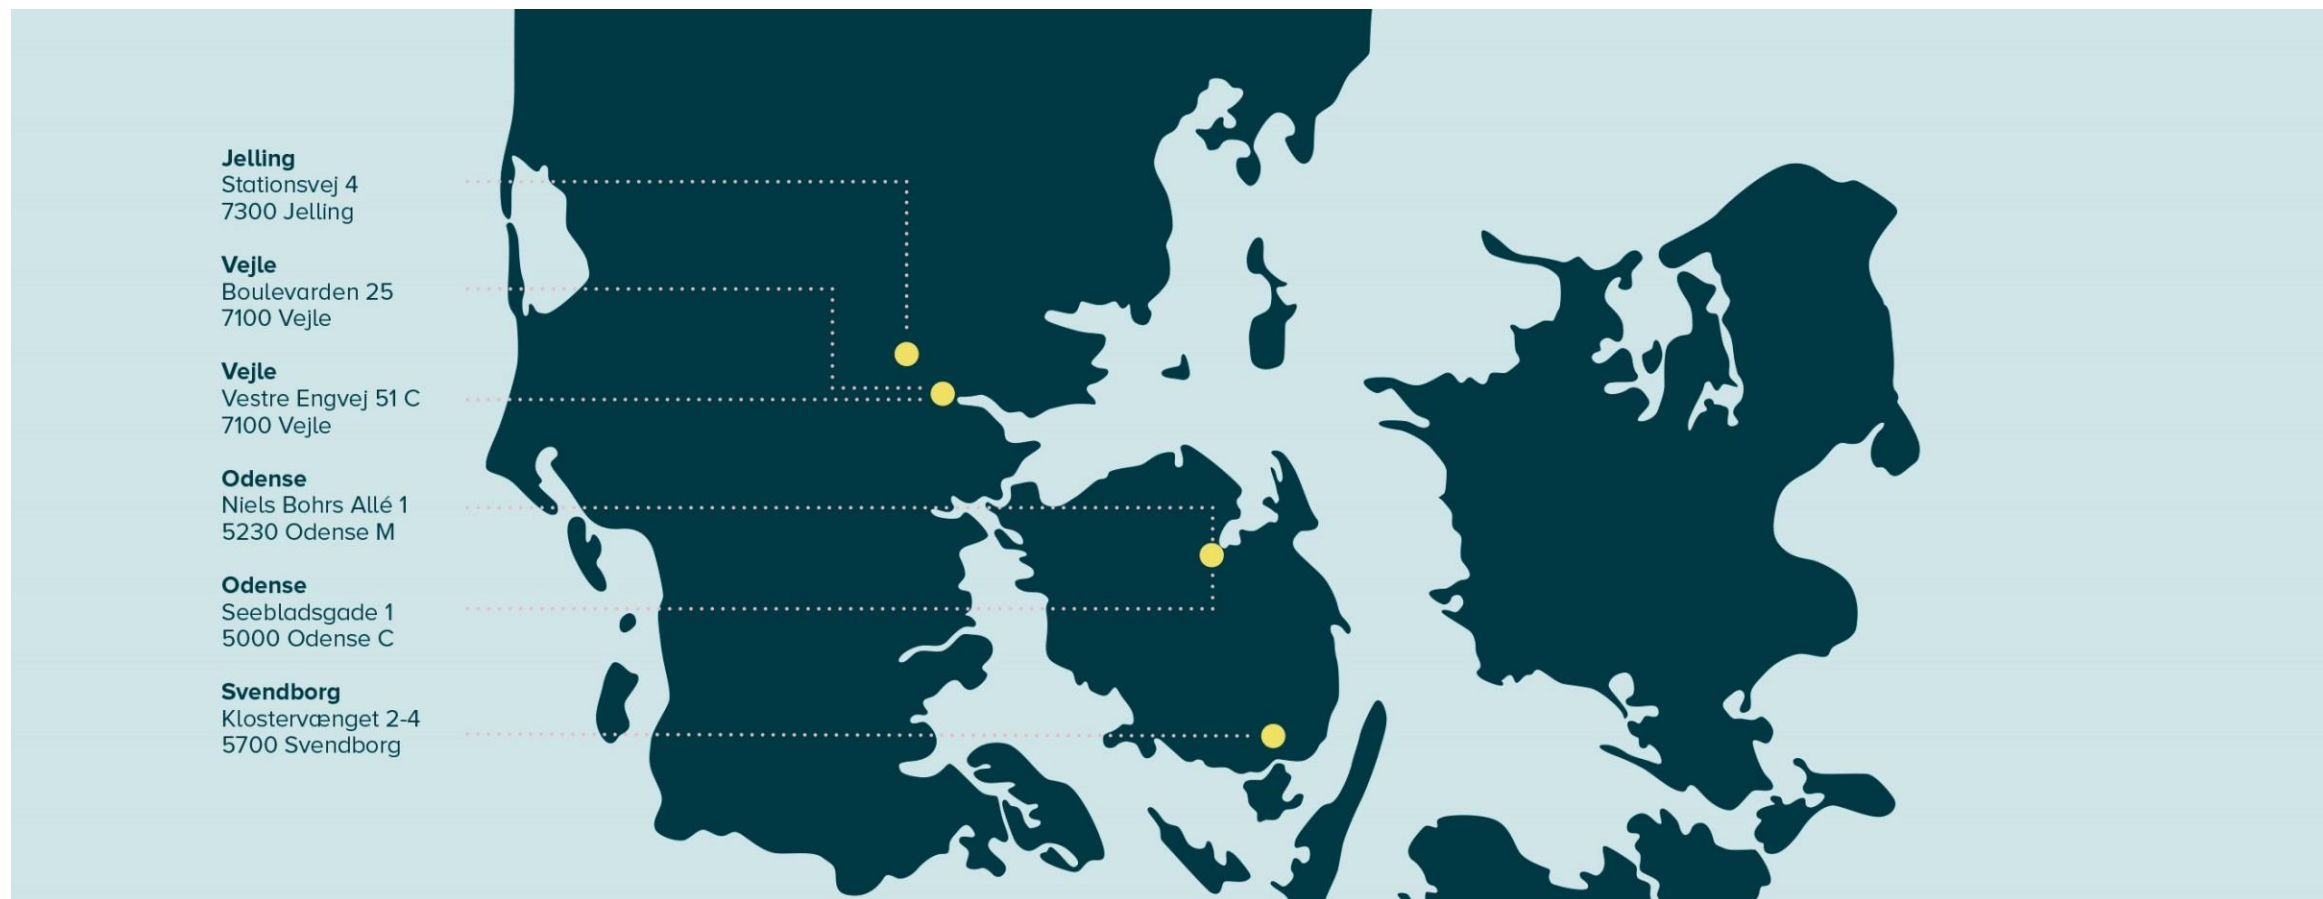 Jelling
Stationsvej 4
7300 Jelling
Vejle
Boulevarden 25
7100 Vejle
Vejle
Vestre Engvej 51 C
7100 Vejle
Odense
Niels Bohrs Allé 1
5230 Odense M
Odense
Seebladsgade 1
5000 Odense C
Svendborg
Klostervænget 2-4
5700 Svendborg